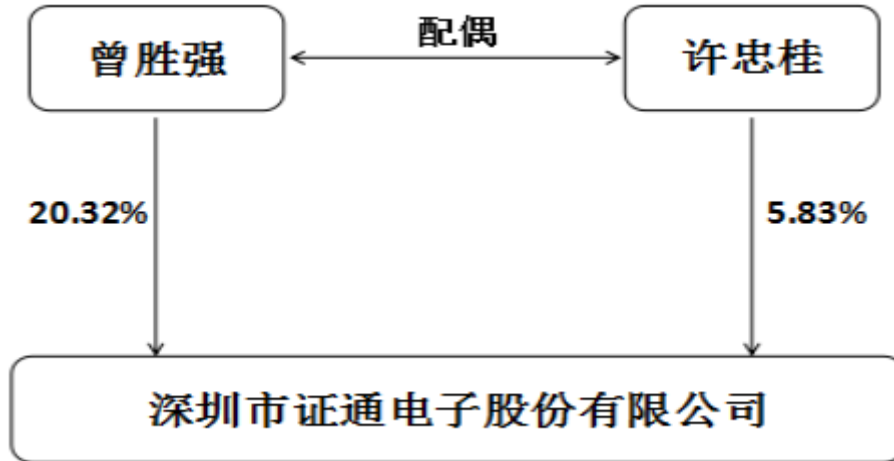 配偶
曾胜强
许忠桂
20.32%
5.83%
深圳市证通电子股份有限公司